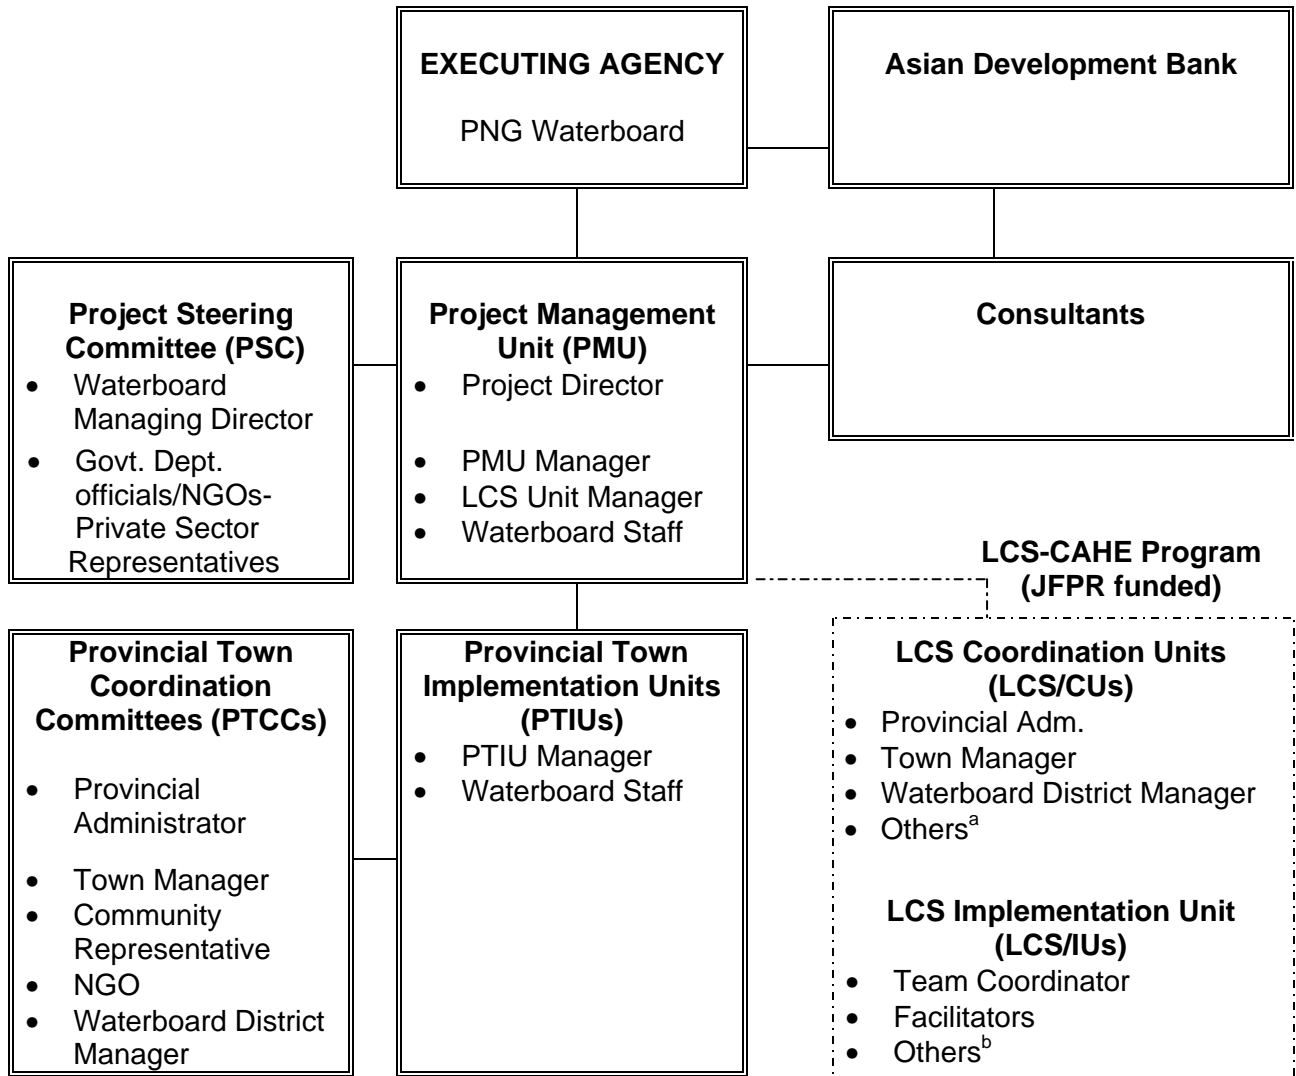 EXECUTING AGENCY
PNG Waterboard
Asian Development Bank
Project Steering
Committee (PSC)
• Waterboard
Managing Director
• Govt. Dept.
officials/NGOs-
Private Sector
Representatives
Project Management
Unit (PMU)
• Project Director
• PMU Manager
• LCS Unit Manager
• Waterboard Staff
Consultants
LCS-CAHE Program
(JFPR funded)
Provincial Town
Coordination
Committees (PTCCs)
• Provincial
Administrator
• Town Manager
• Community
Representative
• NGO
• Waterboard District
Manager
Provincial Town
Implementation Units
(PTIUs)
• PTIU Manager
• Waterboard Staff
LCS Coordination Units
(LCS/CUs)
• Provincial Adm.
• Town Manager
• Waterboard District Manager
• Othersᵃ
LCS Implementation Unit
(LCS/IUs)
• Team Coordinator
• Facilitators
• Othersᵇ